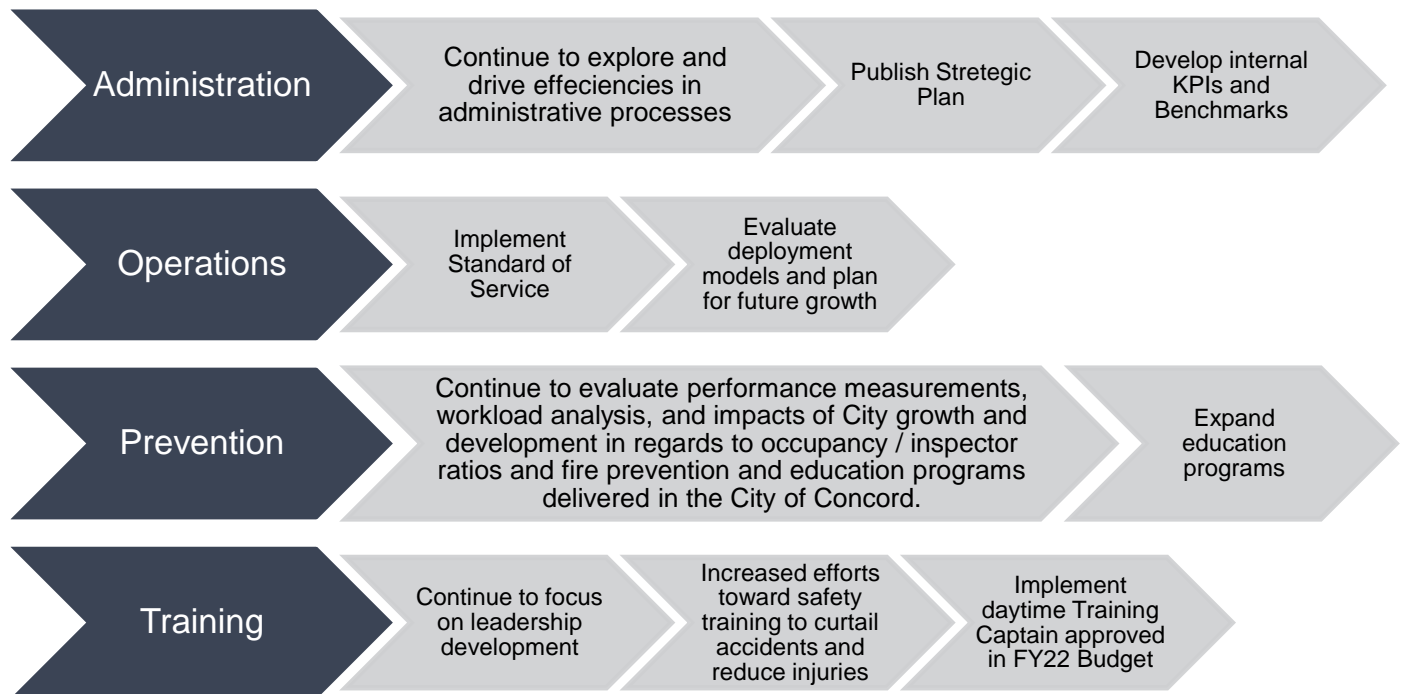 Administration
Continue to explore and
drive effeciencies in
administrative processes
Publish Stretegic
Plan
Develop internal
KPIs and
Benchmarks
Operations
Implement
Standard of
Service
Evaluate
deployment
models and plan
for future growth
Prevention
Continue to evaluate performance measurements,
workload analysis, and impacts of City growth and
development in regards to occupancy / inspector
ratios and fire prevention and education programs
delivered in the City of Concord.
Expand
education
programs
Training
Continue to focus
on leadership
development
Increased efforts
toward safety
training to curtail
accidents and
reduce injuries
Implement
daytime Training
Captain approved
in FY22 Budget